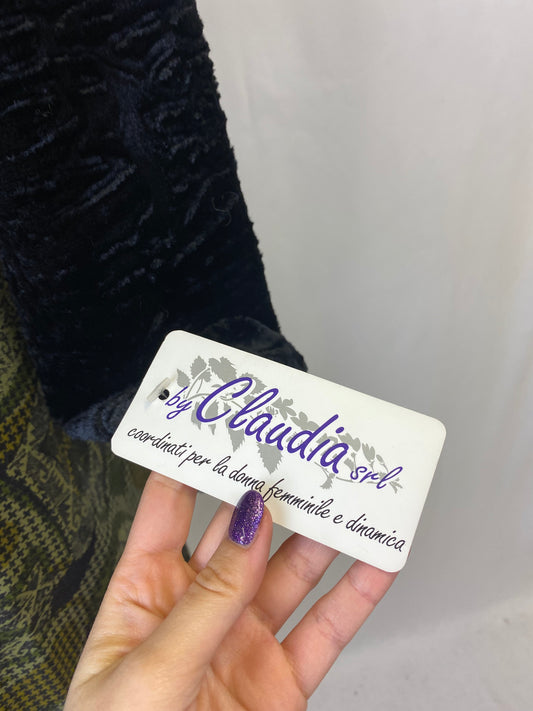 by Claudia srl
coordinati per la donna femminile e dinamica